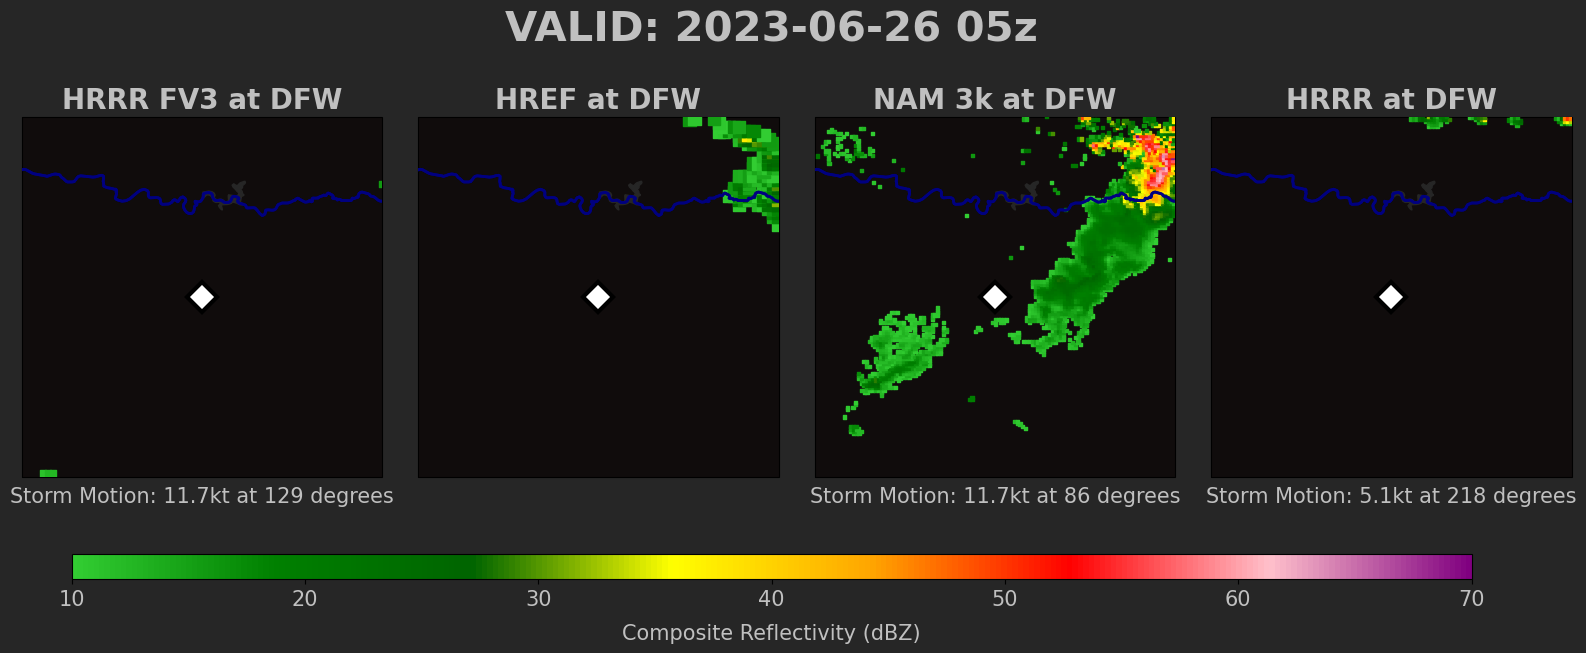 VALID: 2023-06-26 05z
HRRR FV3 at DFW
HREF at DFW
NAM 3k at DFW
HRRR at DFW
Storm Motion: 11.7kt at 129 degrees
Storm Motion: 11.7kt at 86 degrees
Storm Motion: 5.1kt at 218 degrees
10 20 30 40 50 60 70
Composite Reflectivity (dBZ)